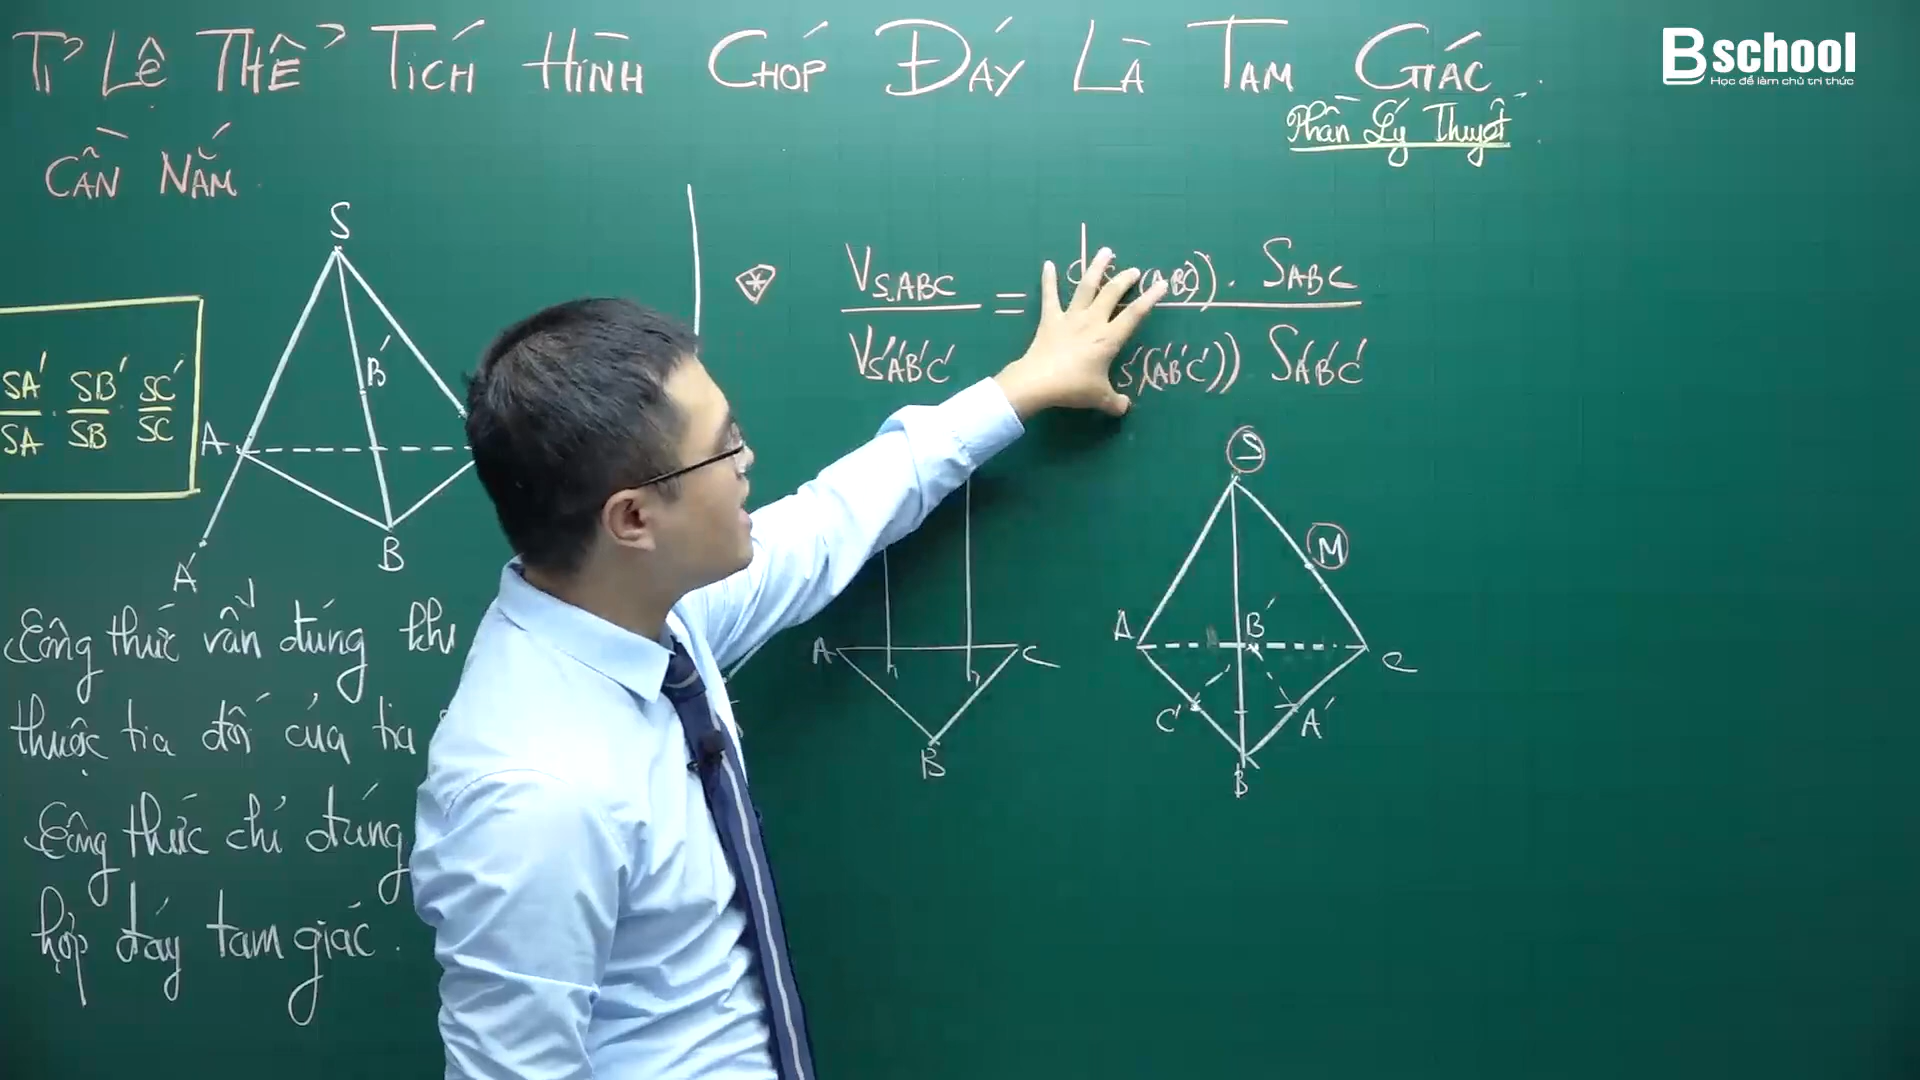 TỈ LỆ THỂ TÍCH HÌNH CHÓP ĐÁY LÀ TAM GIÁC
Bschool
Học để làm chủ tri thức
Phần Lý Thuyết
CẦN NẮM
S
B'
A
B
A'
SA'/SA . SB'/SB . SC'/SC
Công thức vẫn đúng khi
thuộc tia đối của tia
Công thức chỉ đúng
hợp đáy tam giác.
* V S.ABC / V S'A'B'C' = (ABC)) . S ABC / S',(A'B'C')) S A'B'C'
A
C
B
S
M
A
B'
C
C'
A'
B